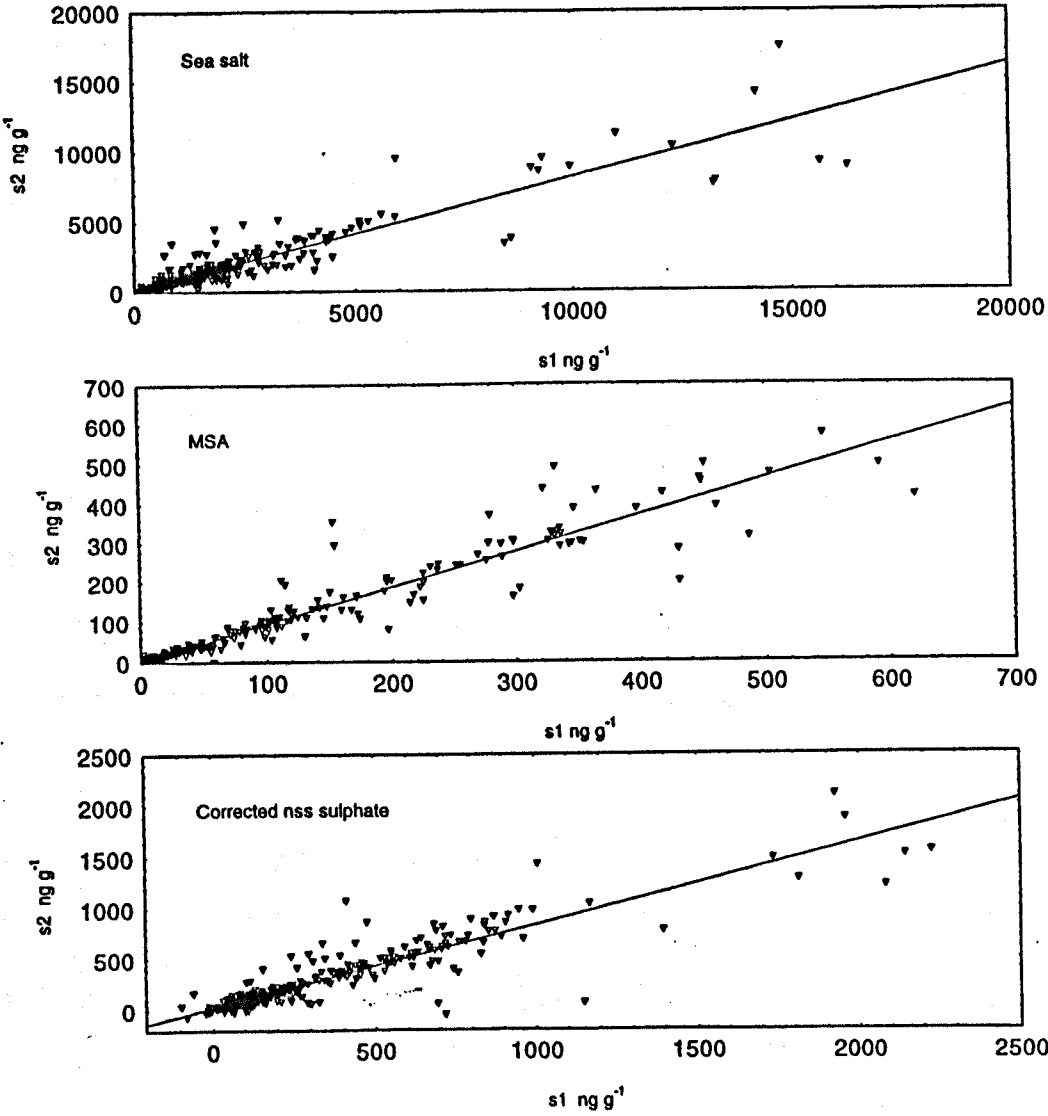 20000
Sea salt
15000
s2 ng g⁻¹
10000
5000
0
0 5000 10000 15000 20000
s1 ng g⁻¹
700
MSA
600
500
s2 ng g⁻¹
400
300
200
100
0
0 100 200 300 400 500 600 700
s1 ng g⁻¹
2500
Corrected nss sulphate
2000
1500
s2 ng g⁻¹
1000
500
0
0 500 1000 1500 2000 2500
s1 ng g⁻¹